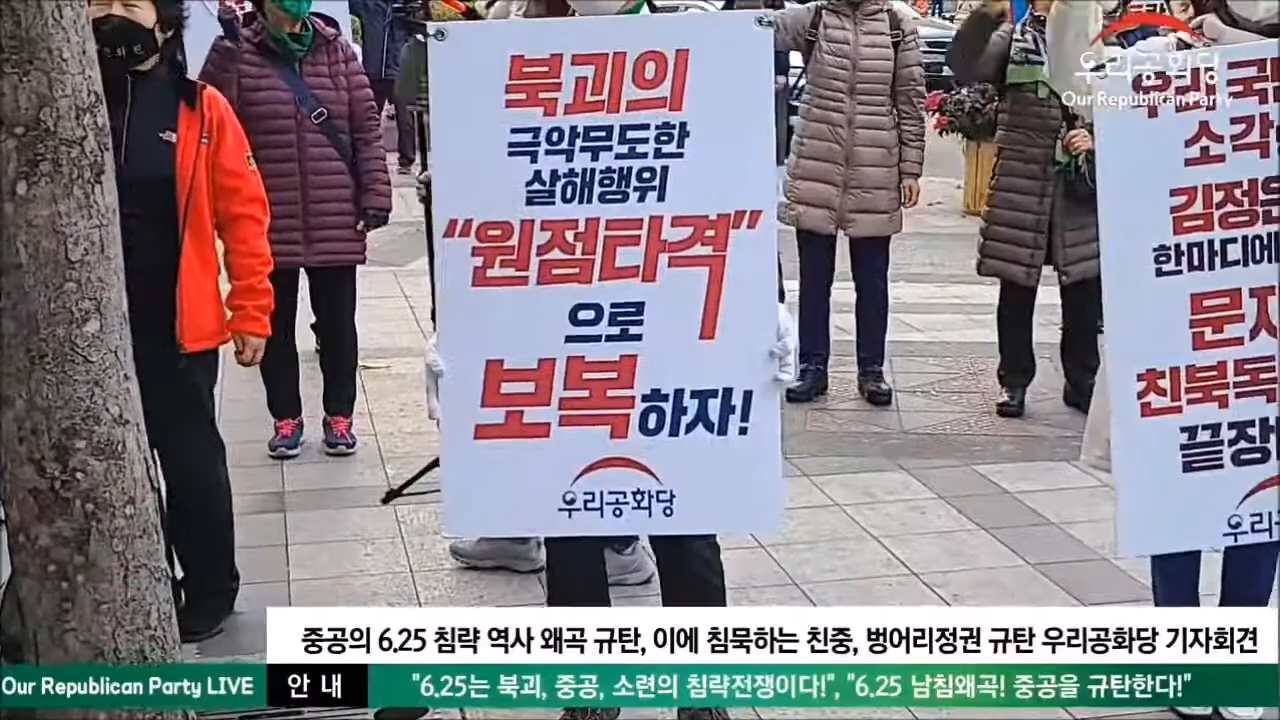 북괴의
극악무도한
살해행위
“원점타격”
으로
보복하자!
우리공화당
우리공화당
Our Republican Party
소각
김정은
한마디에
문재
친북독
끝장
중공의 6.25 침략 역사 왜곡 규탄, 이에 침묵하는 친중, 벙어리정권 규탄 우리공화당 기자회견
Our Republican Party LIVE
안 내
"6.25는 북괴, 중공, 소련의 침략전쟁이다!", "6.25 남침왜곡! 중공을 규탄한다!"